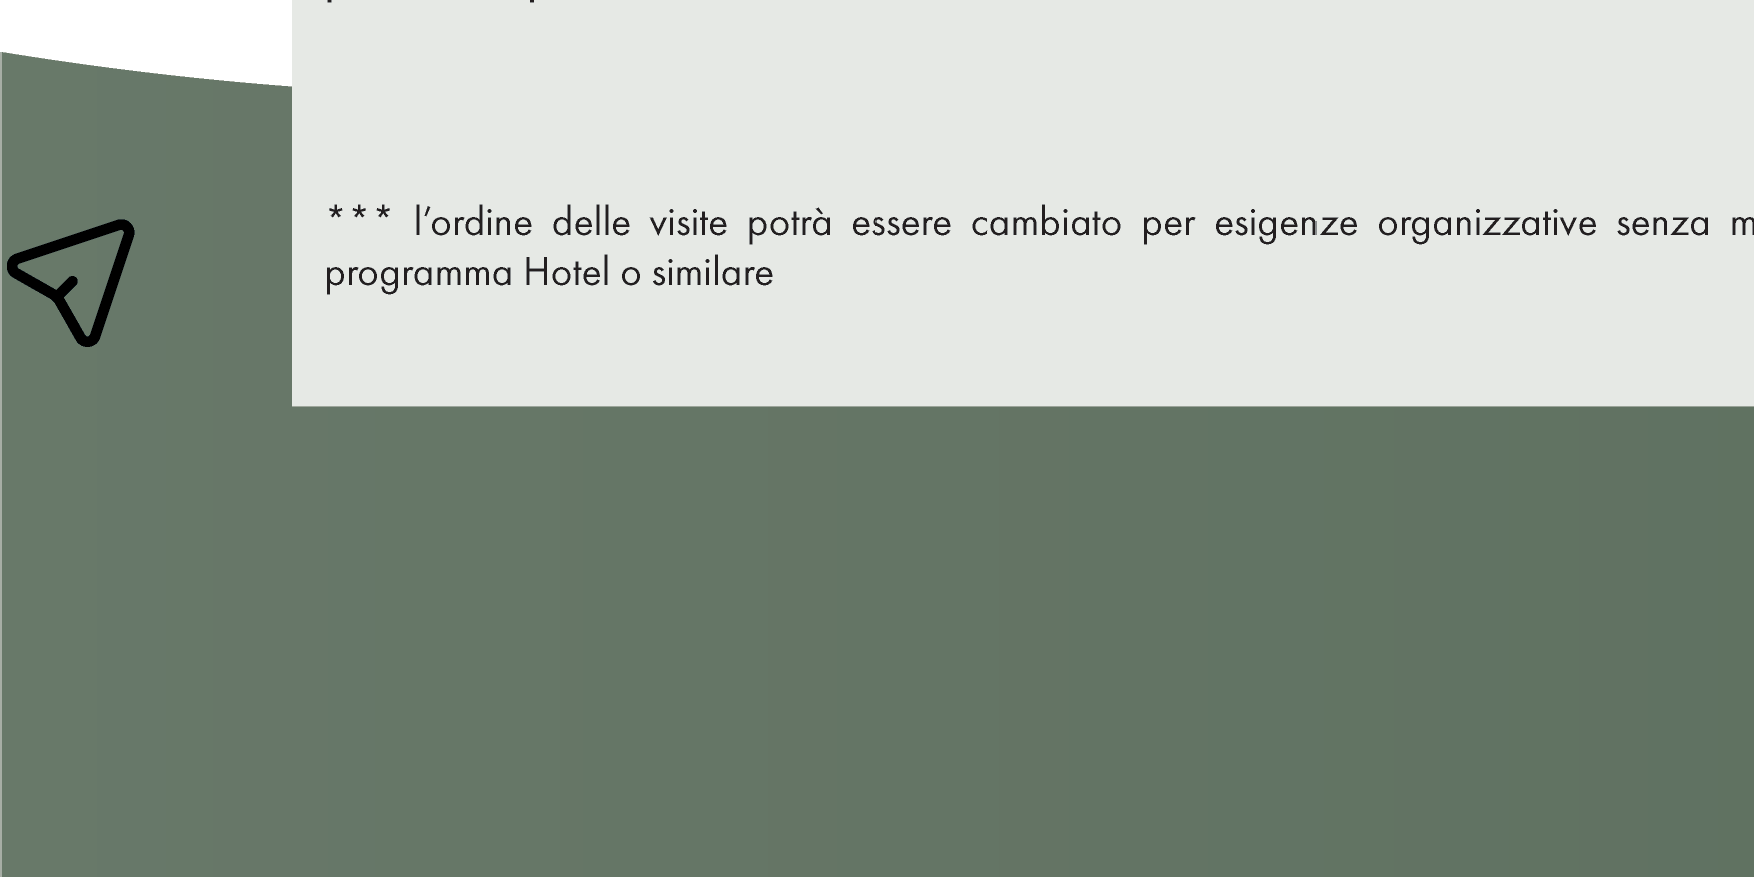 *** l’ordine delle visite potrà essere cambiato per esigenze organizzative senza
programma Hotel o similare